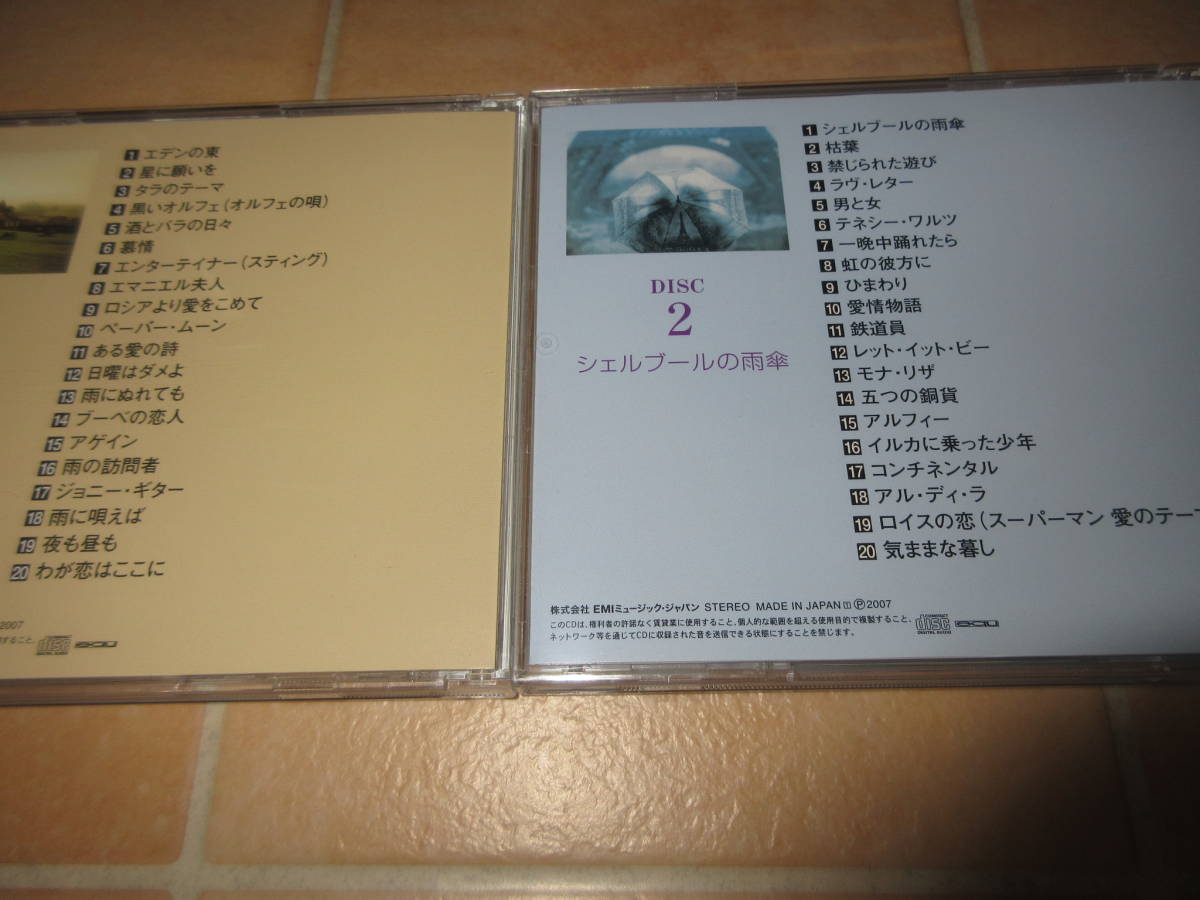 1 エデンの東
2 星に願いを
3 タラのテーマ
4 黒いオルフェ(オルフェの唄)
5 酒とバラの日々
6 慕情
7 エンターテイナー(スティング)
8 エマニエル夫人
9 ロシアより愛をこめて
10 ペーパー・ムーン
11 ある愛の詩
12 日曜はダメよ
13 雨にぬれても
14 ブーベの恋人
15 アゲイン
16 雨の訪問者
17 ジョニー・ギター
18 雨に唄えば
19 夜も昼も
20 わが恋はここに
2007
すること。
COMPACT disc DIGITAL AUDIO
DISC
2
シェルブールの雨傘
1 シェルブールの雨傘
2 枯葉
3 禁じられた遊び
4 ラヴ・レター
5 男と女
6 テネシー・ワルツ
7 一晩中踊れたら
8 虹の彼方に
9 ひまわり
10 愛情物語
11 鉄道員
12 レット・イット・ビー
13 モナ・リザ
14 五つの銅貨
15 アルフィー
16 イルカに乗った少年
17 コンチネンタル
18 アル・ディ・ラ
19 ロイスの恋(スーパーマン 愛のテー
20 気ままな暮し
株式会社 EMIミュージック・ジャパン STEREO MADE IN JAPAN Ⓟ2007
このCDは、権利者の許諾なく賃貸業に使用すること、個人的な範囲を超える使用目的で複製すること、
ネットワーク等を通じてCDに収録された音を送信できる状態にすることを禁じます。
COMPACT disc DIGITAL AUDIO